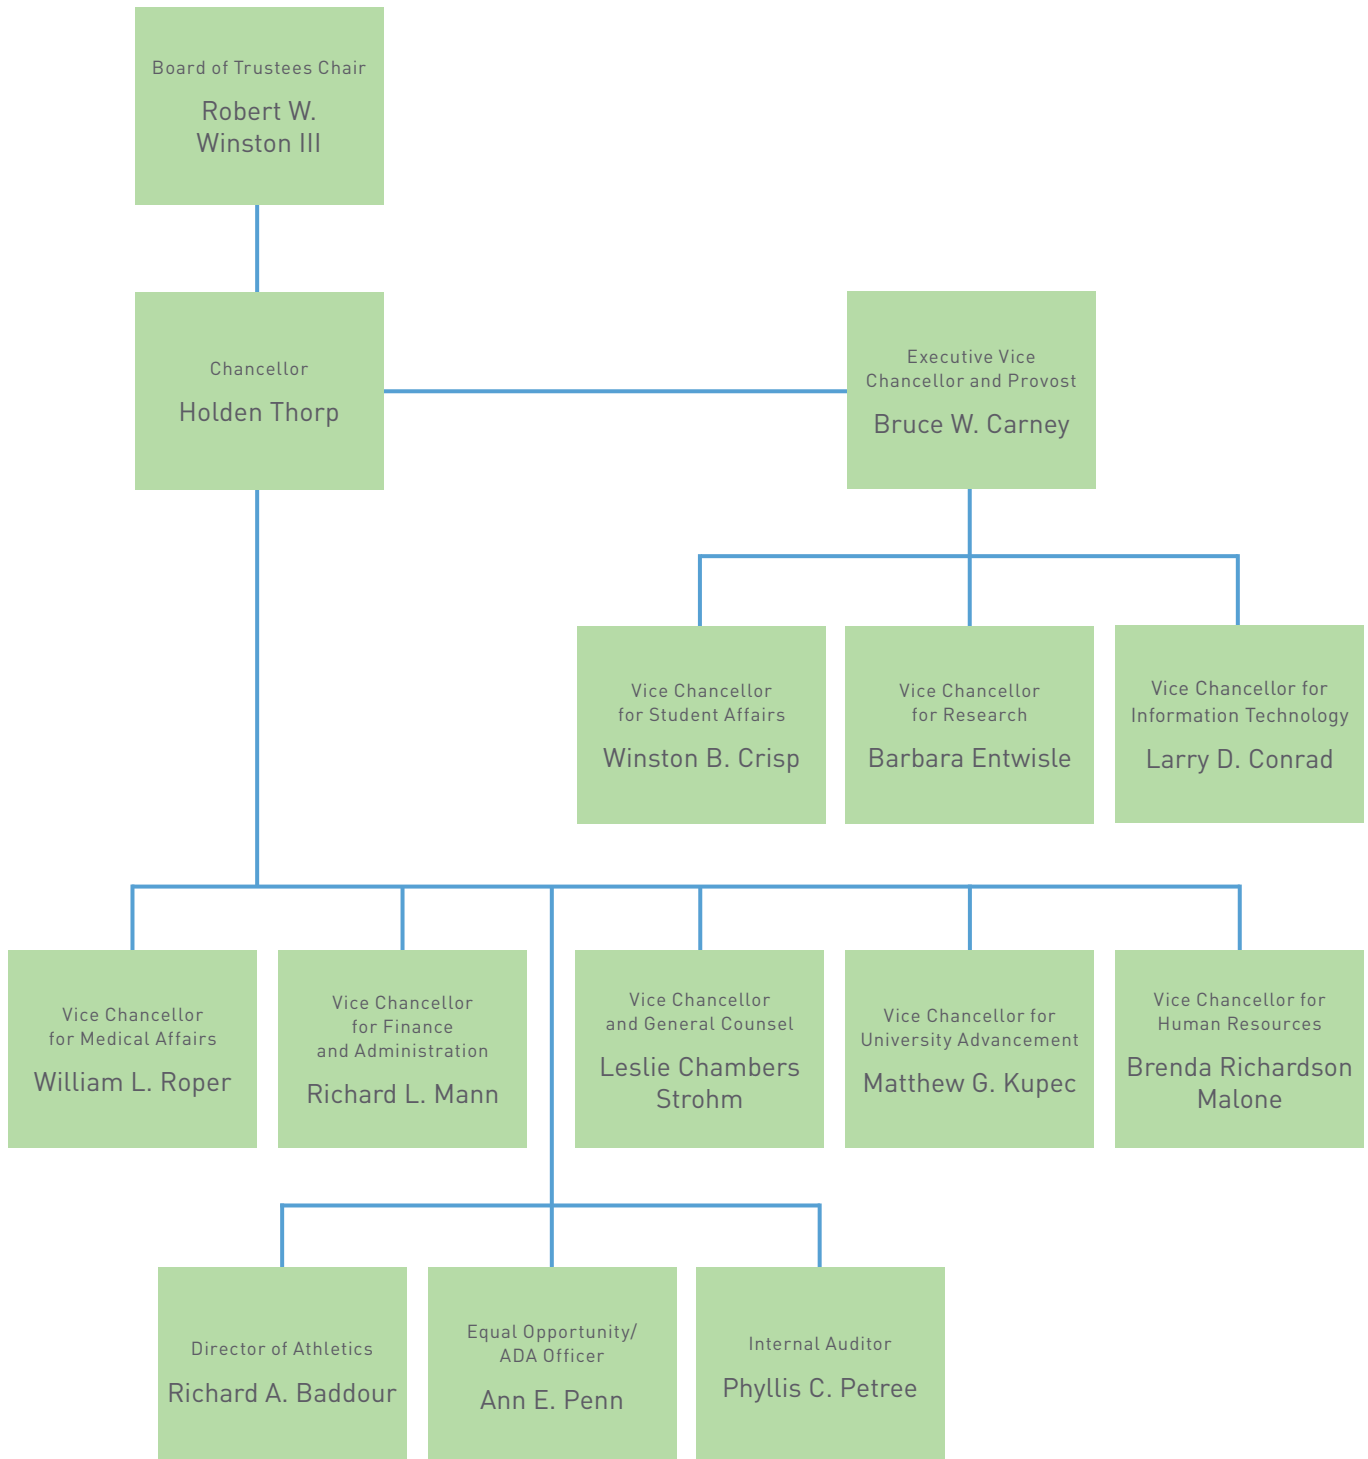 Board of Trustees Chair
Robert W.
Winston III
Chancellor
Holden Thorp
Executive Vice
Chancellor and Provost
Bruce W. Carney
Vice Chancellor
for Student Affairs
Winston B. Crisp
Vice Chancellor
for Research
Barbara Entwisle
Vice Chancellor for
Information Technology
Larry D. Conrad
Vice Chancellor
for Medical Affairs
William L. Roper
Vice Chancellor
for Finance
and Administration
Richard L. Mann
Vice Chancellor
and General Counsel
Leslie Chambers
Strohm
Vice Chancellor for
University Advancement
Matthew G. Kupec
Vice Chancellor for
Human Resources
Brenda Richardson
Malone
Director of Athletics
Richard A. Baddour
Equal Opportunity/
ADA Officer
Ann E. Penn
Internal Auditor
Phyllis C. Petree